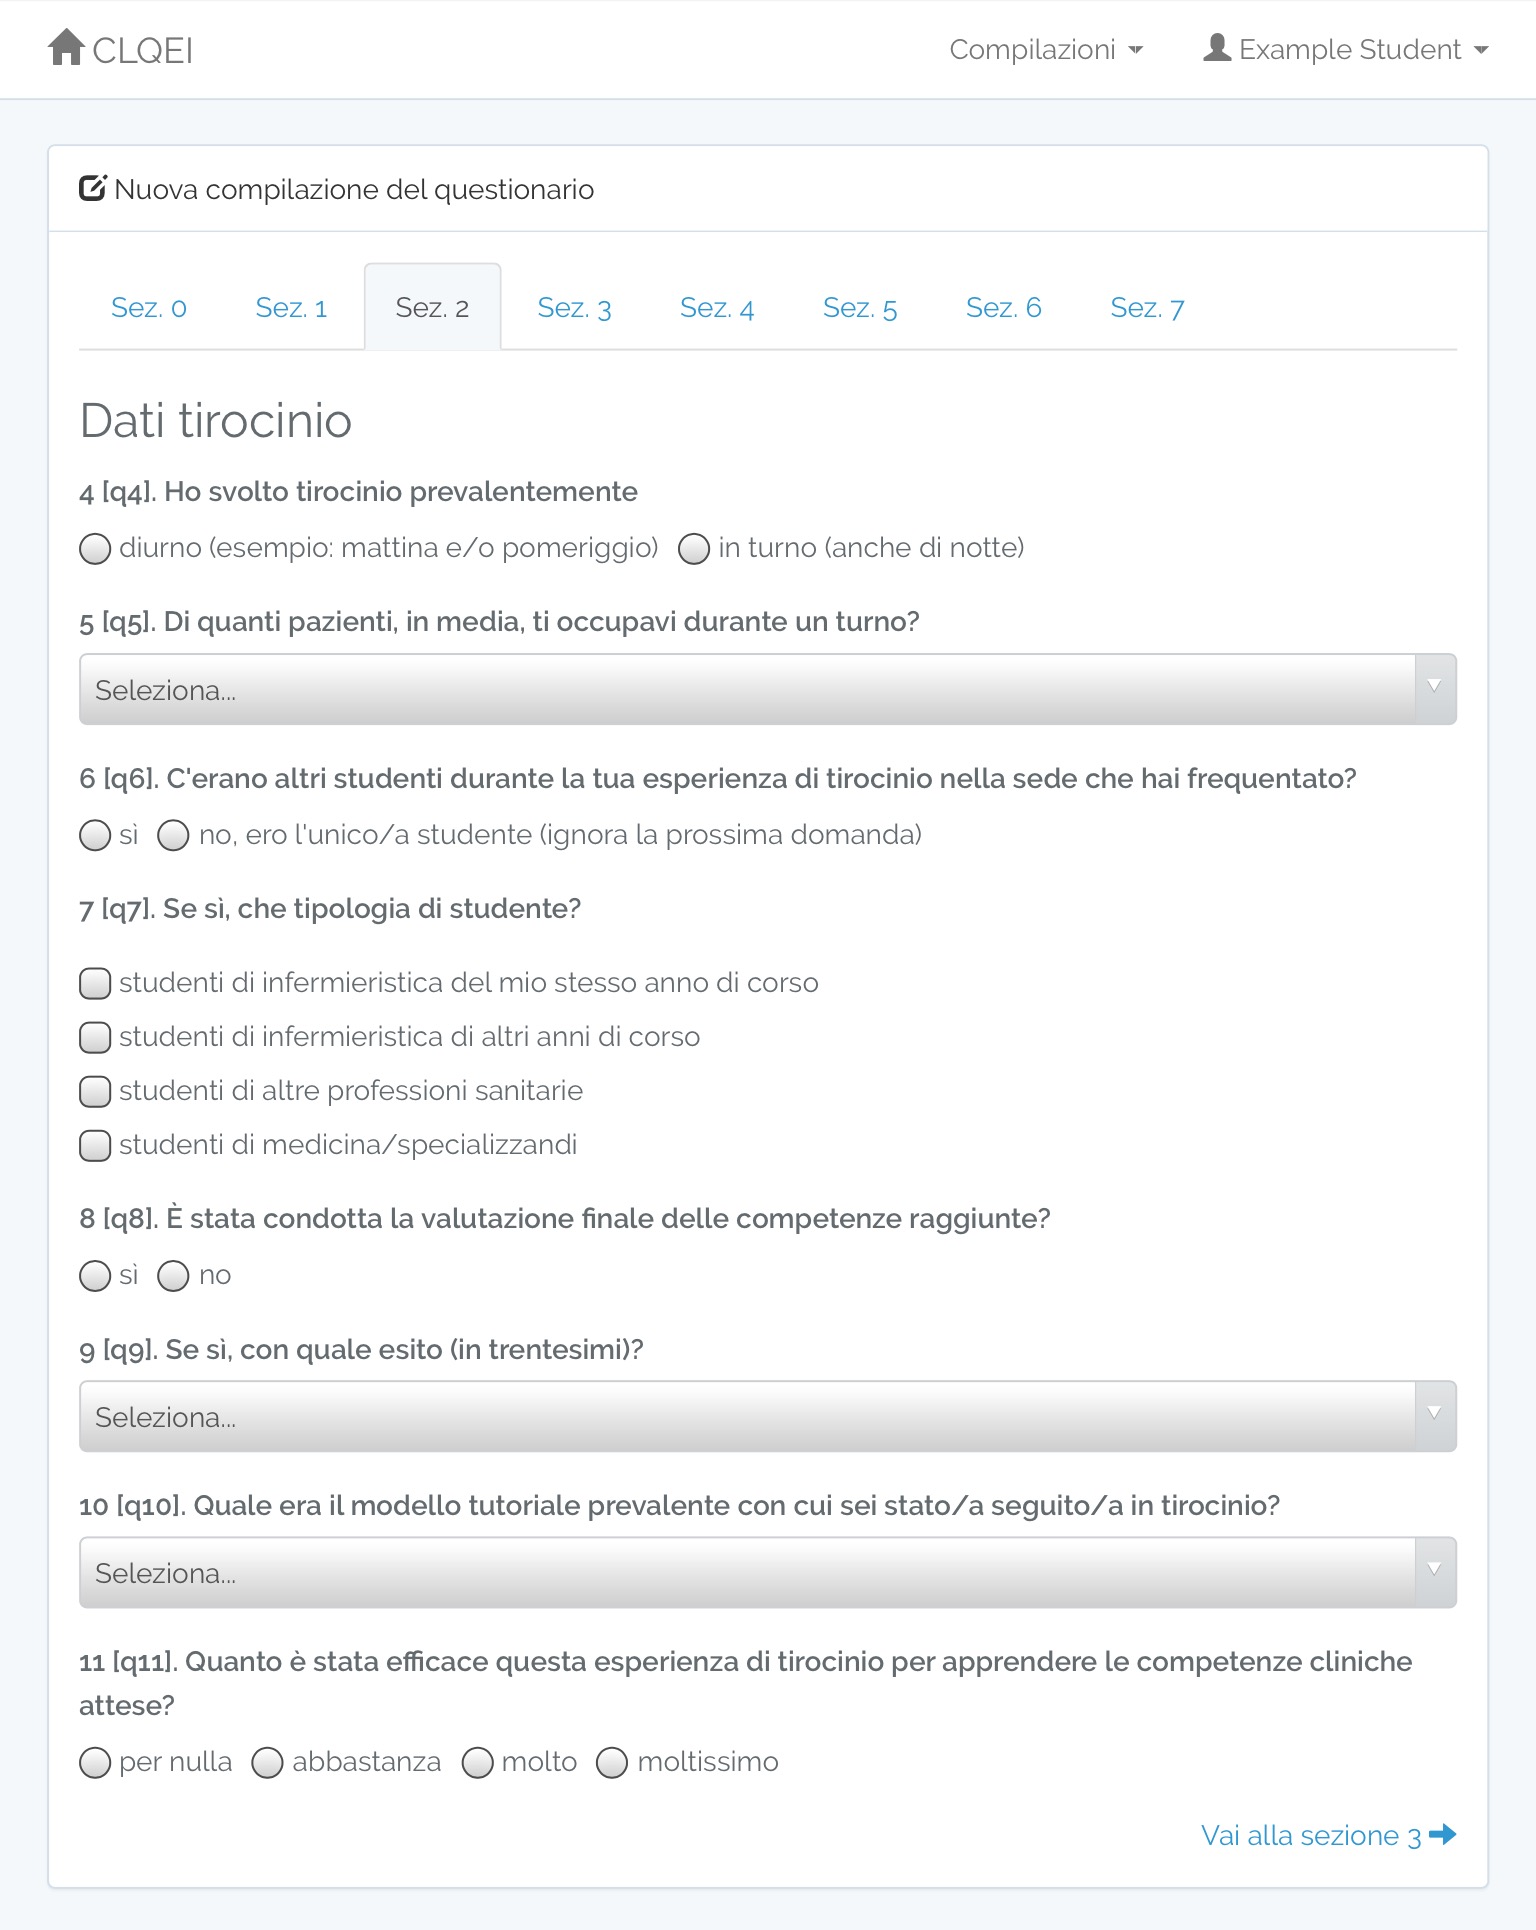 CLQEI
Compilazioni
Example Student
Nuova compilazione del questionario
Sez. 0
Sez. 1
Sez. 2
Sez. 3
Sez. 4
Sez. 5
Sez. 6
Sez. 7
Dati tirocinio
4 [q4]. Ho svolto tirocinio prevalentemente
diurno (esempio: mattina e/o pomeriggio)
in turno (anche di notte)
5 [q5]. Di quanti pazienti, in media, ti occupavi durante un turno?
Seleziona...
6 [q6]. C'erano altri studenti durante la tua esperienza di tirocinio nella sede che hai frequentato?
sì
no, ero l'unico/a studente (ignora la prossima domanda)
7 [q7]. Se sì, che tipologia di studente?
studenti di infermieristica del mio stesso anno di corso
studenti di infermieristica di altri anni di corso
studenti di altre professioni sanitarie
studenti di medicina/specializzandi
8 [q8]. È stata condotta la valutazione finale delle competenze raggiunte?
sì
no
9 [q9]. Se sì, con quale esito (in trentesimi)?
Seleziona...
10 [q10]. Quale era il modello tutoriale prevalente con cui sei stato/a seguito/a in tirocinio?
Seleziona...
11 [q11]. Quanto è stata efficace questa esperienza di tirocinio per apprendere le competenze cliniche
attese?
per nulla
abbastanza
molto
moltissimo
Vai alla sezione 3